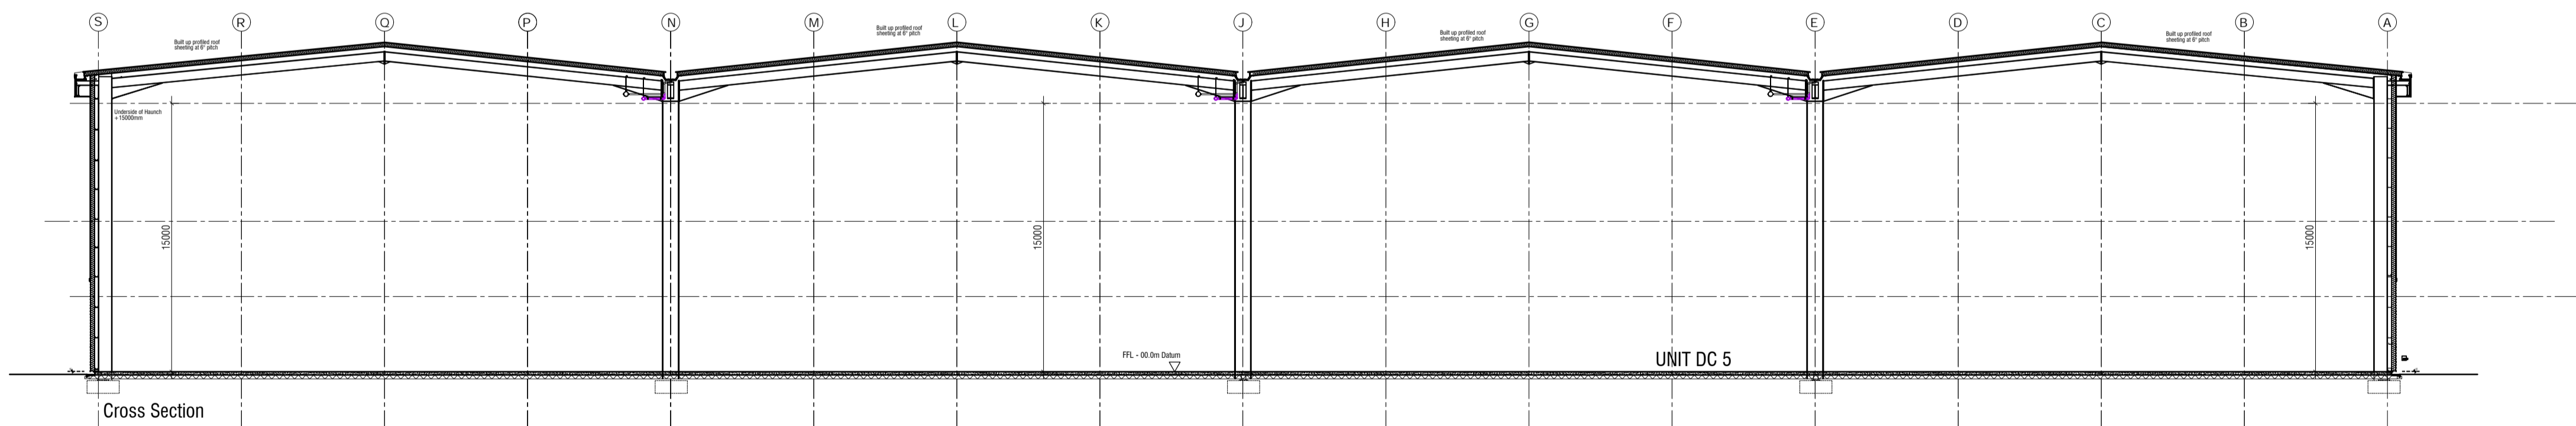 S R Q P N M L K J H G F E D C B A
Built up profiled roof
sheeting at 6° pitch
Built up profiled roof
sheeting at 6° pitch
Built up profiled roof
sheeting at 6° pitch
Built up profiled roof
sheeting at 6° pitch
Underside of Haunch
+15000mm
15000
15000
15000
FFL - 00.0m Datum
UNIT DC 5
Cross Section